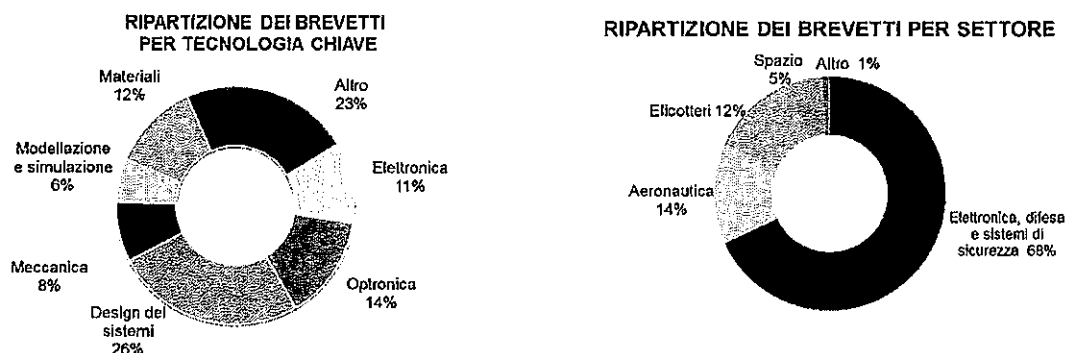 RIPARTIZIONE DEI BREVETTI
PER TECNOLOGIA CHIAVE
Materiali
12%
Altro
23%
Modellazione
e simulazione
6%
Elettronica
11%
Meccanica
8%
Optronica
14%
Design dei
sistemi
26%
RIPARTIZIONE DEI BREVETTI PER SETTORE
Spazio
5%
Altro 1%
Elicotteri 12%
Aeronautica
14%
Elettronica, difesa
e sistemi di
sicurezza 68%